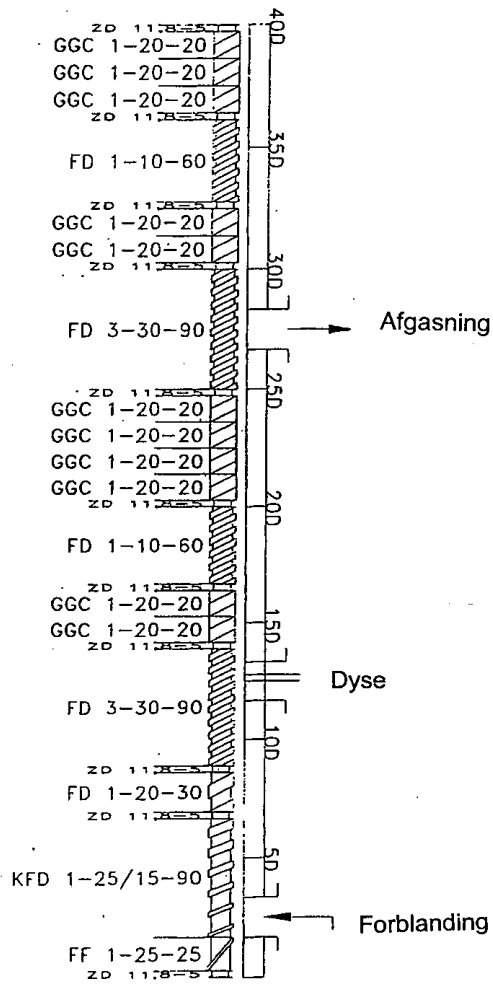 ZD 11,8-5
GGC 1-20-20
GGC 1-20-20
GGC 1-20-20
ZD 11,8-5
FD 1-10-60
ZD 11,8-5
GGC 1-20-20
GGC 1-20-20
ZD 11,8-5
FD 3-30-90
ZD 11,8-5
GGC 1-20-20
GGC 1-20-20
GGC 1-20-20
GGC 1-20-20
ZD 11,8-5
FD 1-10-60
ZD 11,8-5
GGC 1-20-20
GGC 1-20-20
ZD 11,8-5
FD 3-30-90
ZD 11,8-5
FD 1-20-30
ZD 11,8-5
KFD 1-25/15-90
FF 1-25-25
ZD 11,8-5
40D
35D
30D
25D
20D
15D
10D
5D
Afgasning
Dyse
Forblanding